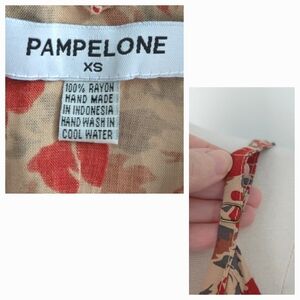 PAMPELONE
XS
100% RAYON
HAND MADE
IN INDONESIA
HAND WASH IN
COOL WATER